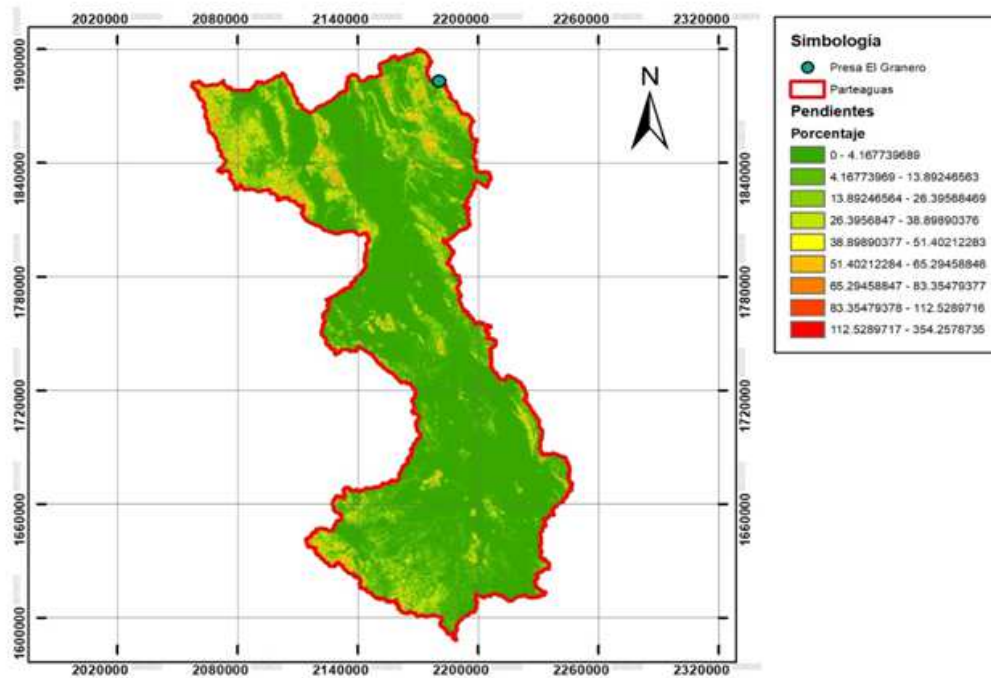 2020000 2080000 2140000 2200000 2260000 2320000
1900000 1900000
1840000 1840000
1780000 1780000
1720000 1720000
1660000 1660000
1600000 1600000
2020000 2080000 2140000 2200000 2260000 2320000
N
Simbología
Presa El Granero
Parteaguas
Pendientes
Porcentaje
0 - 4.167739689
4.16773969 - 13.89246563
13.89246564 - 26.39568469
26.3956847 - 38.89890376
38.89890377 - 51.40212283
51.40212284 - 65.29458846
65.29458847 - 83.35479377
83.35479378 - 112.5289716
112.5289717 - 354.2578735